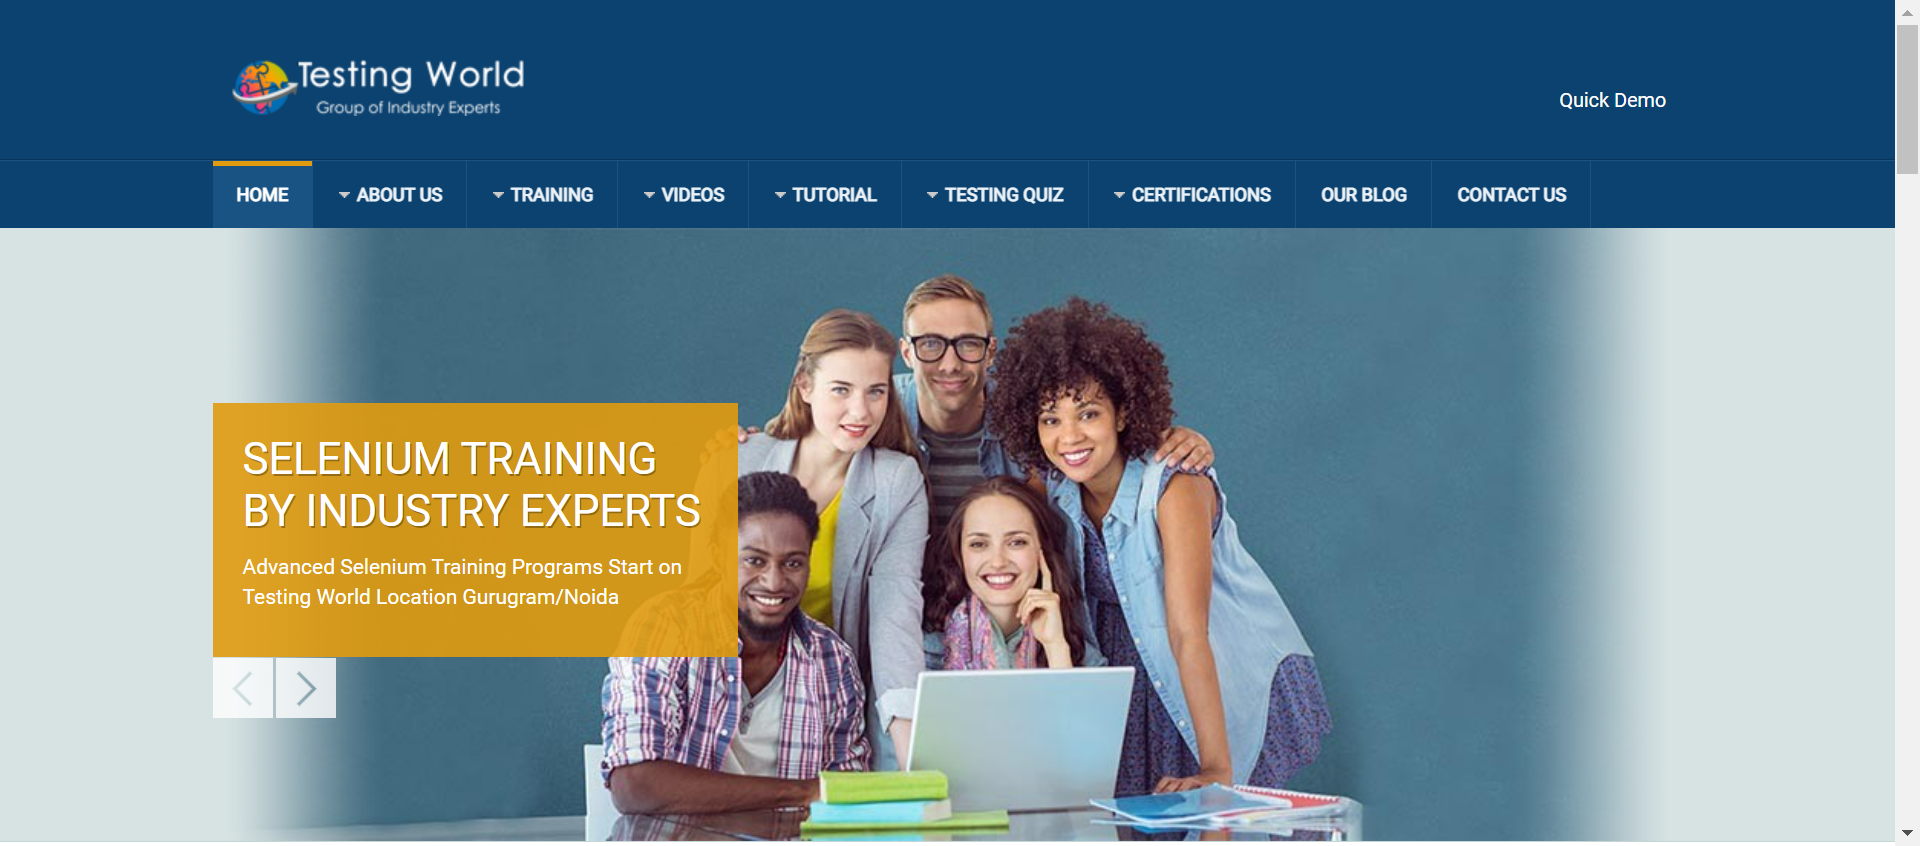 Testing World
Group of Industry Experts
Quick Demo
HOME ABOUT US TRAINING VIDEOS TUTORIAL TESTING QUIZ CERTIFICATIONS OUR BLOG CONTACT US
SELENIUM TRAINING
BY INDUSTRY EXPERTS
Advanced Selenium Training Programs Start on
Testing World Location Gurugram/Noida